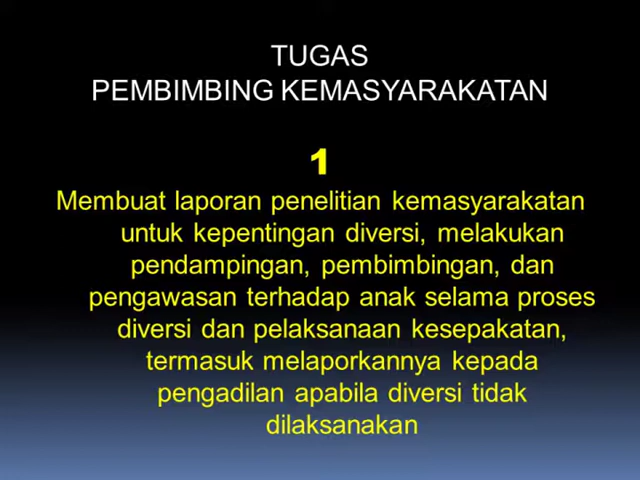 TUGAS
PEMBIMBING KEMASYARAKATAN
1
Membuat laporan penelitian kemasyarakatan
untuk kepentingan diversi, melakukan
pendampingan, pembimbingan, dan
pengawasan terhadap anak selama proses
diversi dan pelaksanaan kesepakatan,
termasuk melaporkannya kepada
pengadilan apabila diversi tidak
dilaksanakan